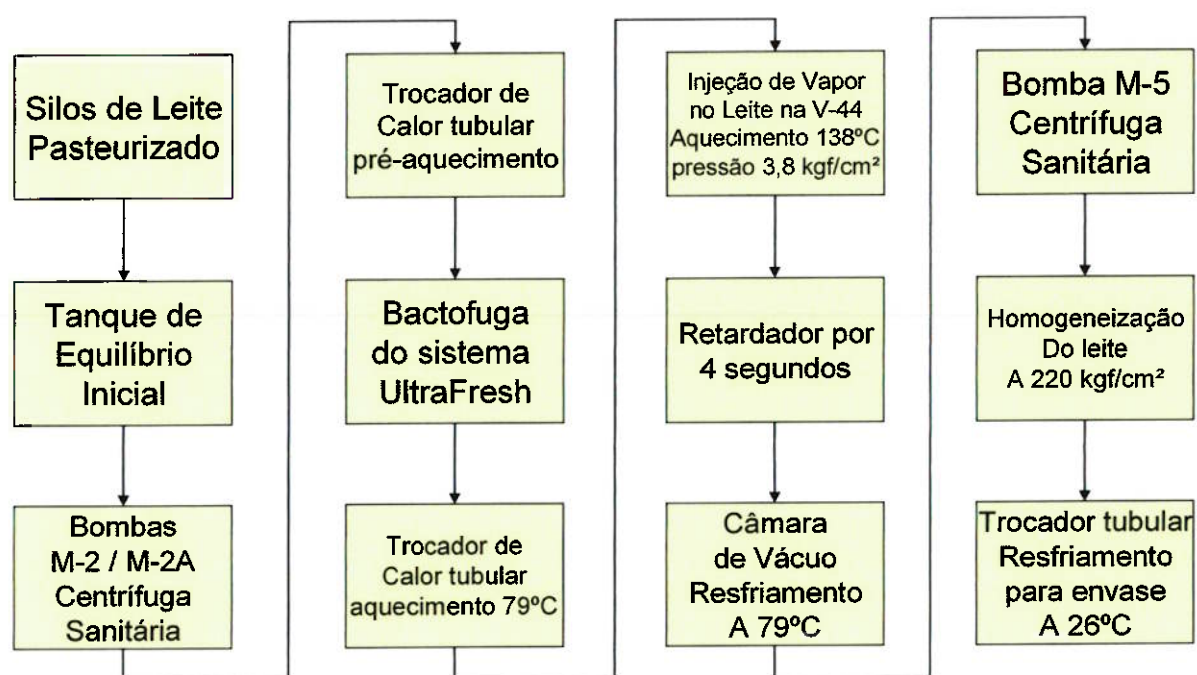 Silos de Leite
Pasteurizado
Tanque de
Equilíbrio
Inicial
Bombas
M-2 / M-2A
Centrífuga
Sanitária
Trocador de
Calor tubular
pré-aquecimento
Bactofuga
do sistema
UltraFresh
Trocador de
Calor tubular
aquecimento 79ºC
Injeção de Vapor
no Leite na V-44
Aquecimento 138ºC
pressão 3,8 kgf/cm²
Retardador por
4 segundos
Câmara
de Vácuo
Resfriamento
A 79ºC
Bomba M-5
Centrífuga
Sanitária
Homogeneização
Do leite
A 220 kgf/cm²
Trocador tubular
Resfriamento
para envase
A 26ºC